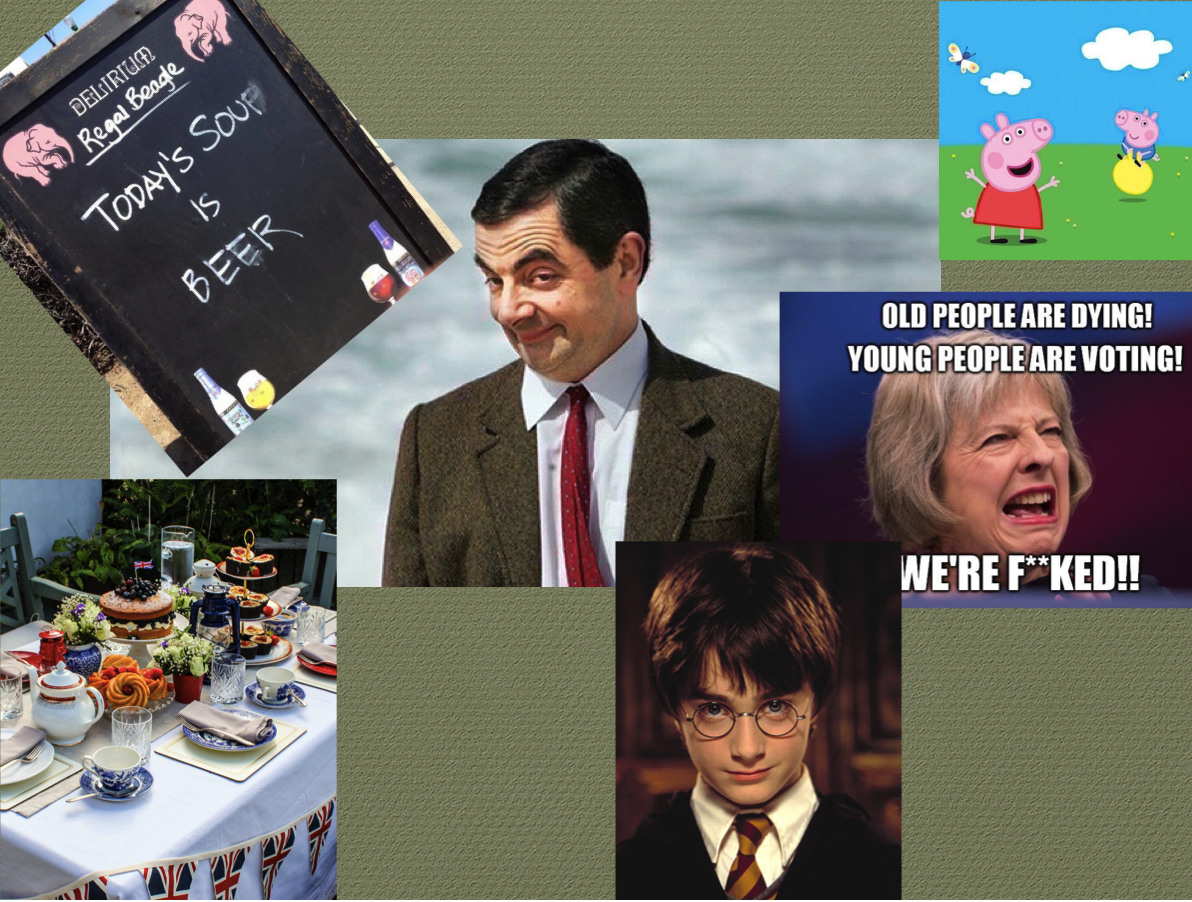 DELIRIUM
Regal Beagle
TODAY'S SOUP
IS
BEER
OLD PEOPLE ARE DYING!
YOUNG PEOPLE ARE VOTING!
WE'RE F**KED!!